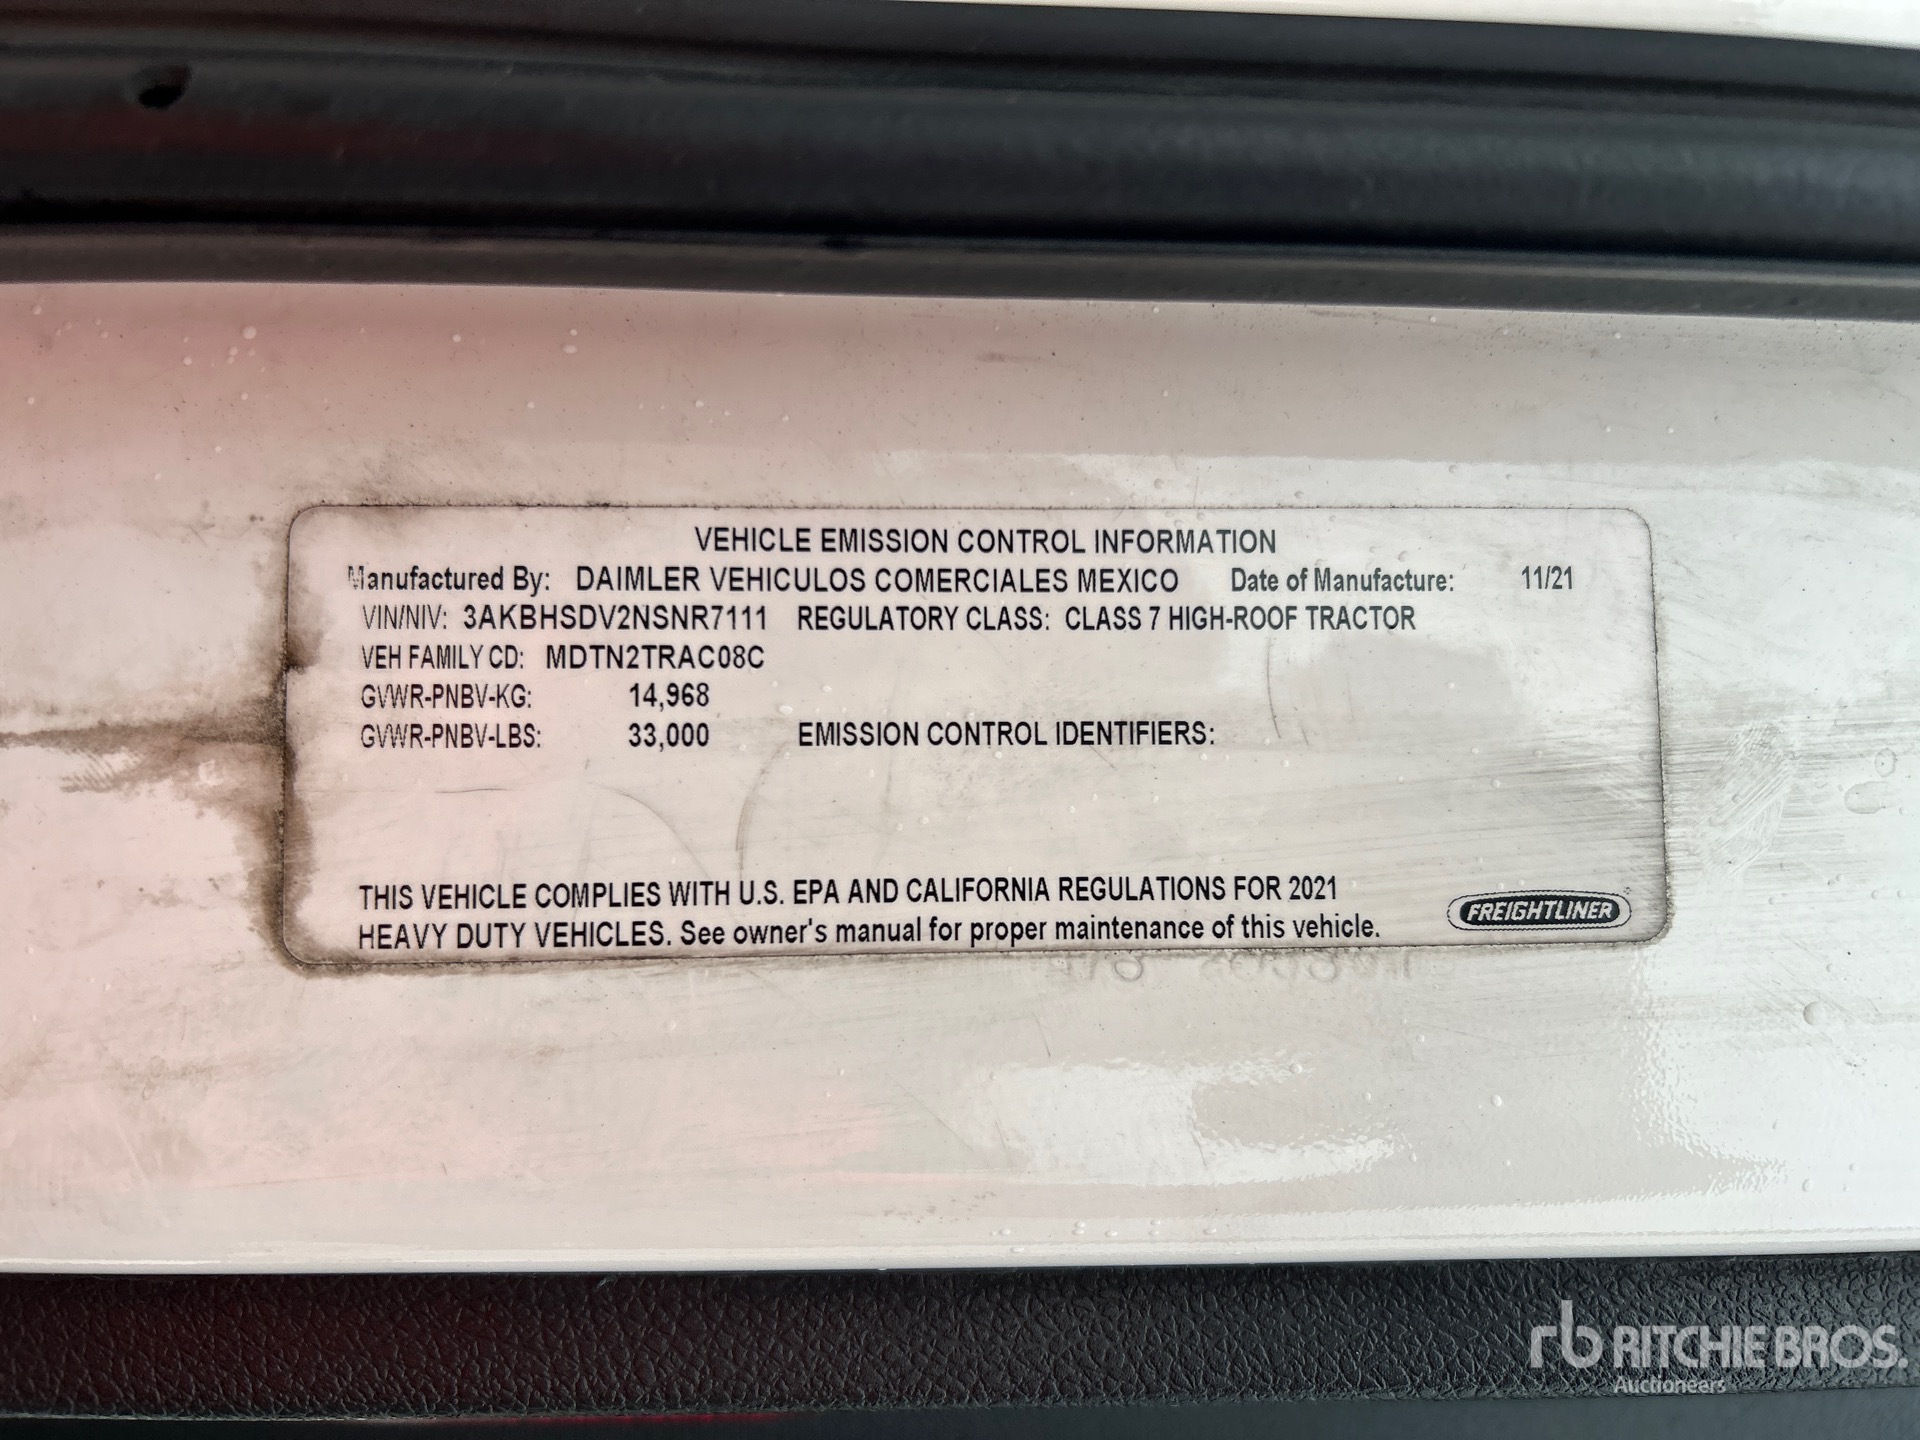 VEHICLE EMISSION CONTROL INFORMATION
Manufactured By: DAIMLER VEHICULOS COMERCIALES MEXICO Date of Manufacture: 11/21
VIN/NIV: 3AKBHSDV2NSNR7111 REGULATORY CLASS: CLASS 7 HIGH-ROOF TRACTOR
VEH FAMILY CD: MDTN2TRAC08C
GVWR-PNBV-KG: 14,968
GVWR-PNBV-LBS: 33,000 EMISSION CONTROL IDENTIFIERS:
THIS VEHICLE COMPLIES WITH U.S. EPA AND CALIFORNIA REGULATIONS FOR 2021
HEAVY DUTY VEHICLES. See owner's manual for proper maintenance of this vehicle.
FREIGHTLINER
rb RITCHIE BROS.
Auctioneers